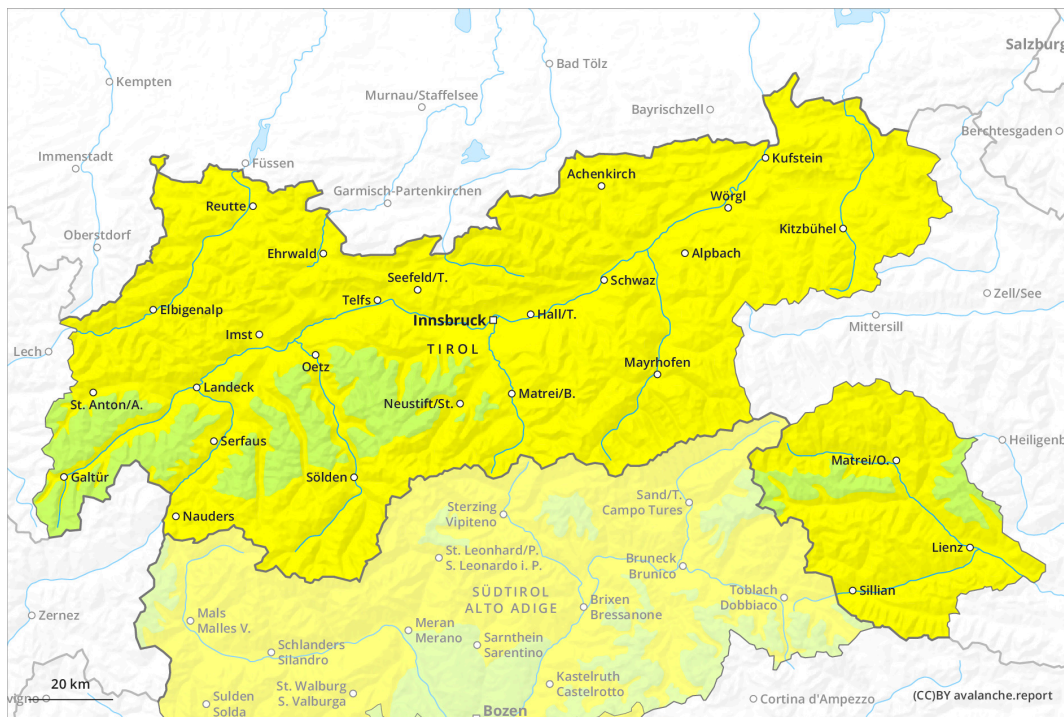 Salzburg
Kempten
Bad Tölz
Murnau/Staffelsee
Bayrischzell
Berchtesgaden
Immenstadt
Füssen
Kufstein
Achenkirch
Garmisch-Partenkirchen
Wörgl
Reutte
Oberstdorf
Kitzbühel
Ehrwald
Alpbach
Seefeld/T.
Schwaz
Telfs
Zell/See
Elbigenalp
Innsbruck
Hall/T.
Mittersill
Imst
TIROL
Lech
Oetz
Mayrhofen
Landeck
St. Anton/A.
Neustift/St.
Matrei/B.
Serfaus
Heiligenb
Matrei/O.
Galtür
Sölden
Sand/T.
Campo Tures
Sterzing
Vipiteno
Nauders
Lienz
St. Leonhard/P.
S. Leonardo i. P.
Bruneck
Brunico
Sillian
SÜDTIROL
ALTO ADIGE
Toblach
Dobbiaco
Brixen
Bressanone
Zernez
Mals
Malles V.
Meran
Merano
Sarnthein
Sarentino
Schlanders
Silandro
St. Walburg
S. Valburga
Kastelruth
Castelrotto
20 km
vigno
Sulden
Solda
Cortina d'Ampezzo
(CC)BY avalanche.report
Bozen